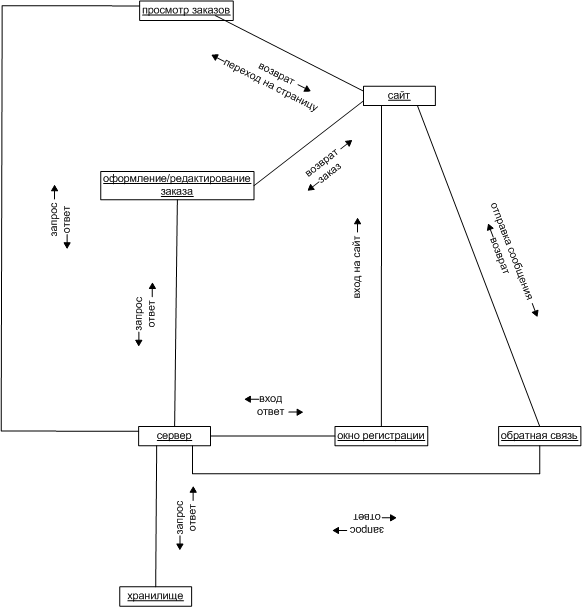 просмотр заказов
возврат
переход на страницу
сайт
возврат
заказ
оформление/редактирование
заказа
запрос
ответ
отправка сообщения
возврат
вход на сайт
запрос
ответ
вход
ответ
сервер
окно регистрации
обратная связь
запрос
ответ
запрос
ответ
хранилище